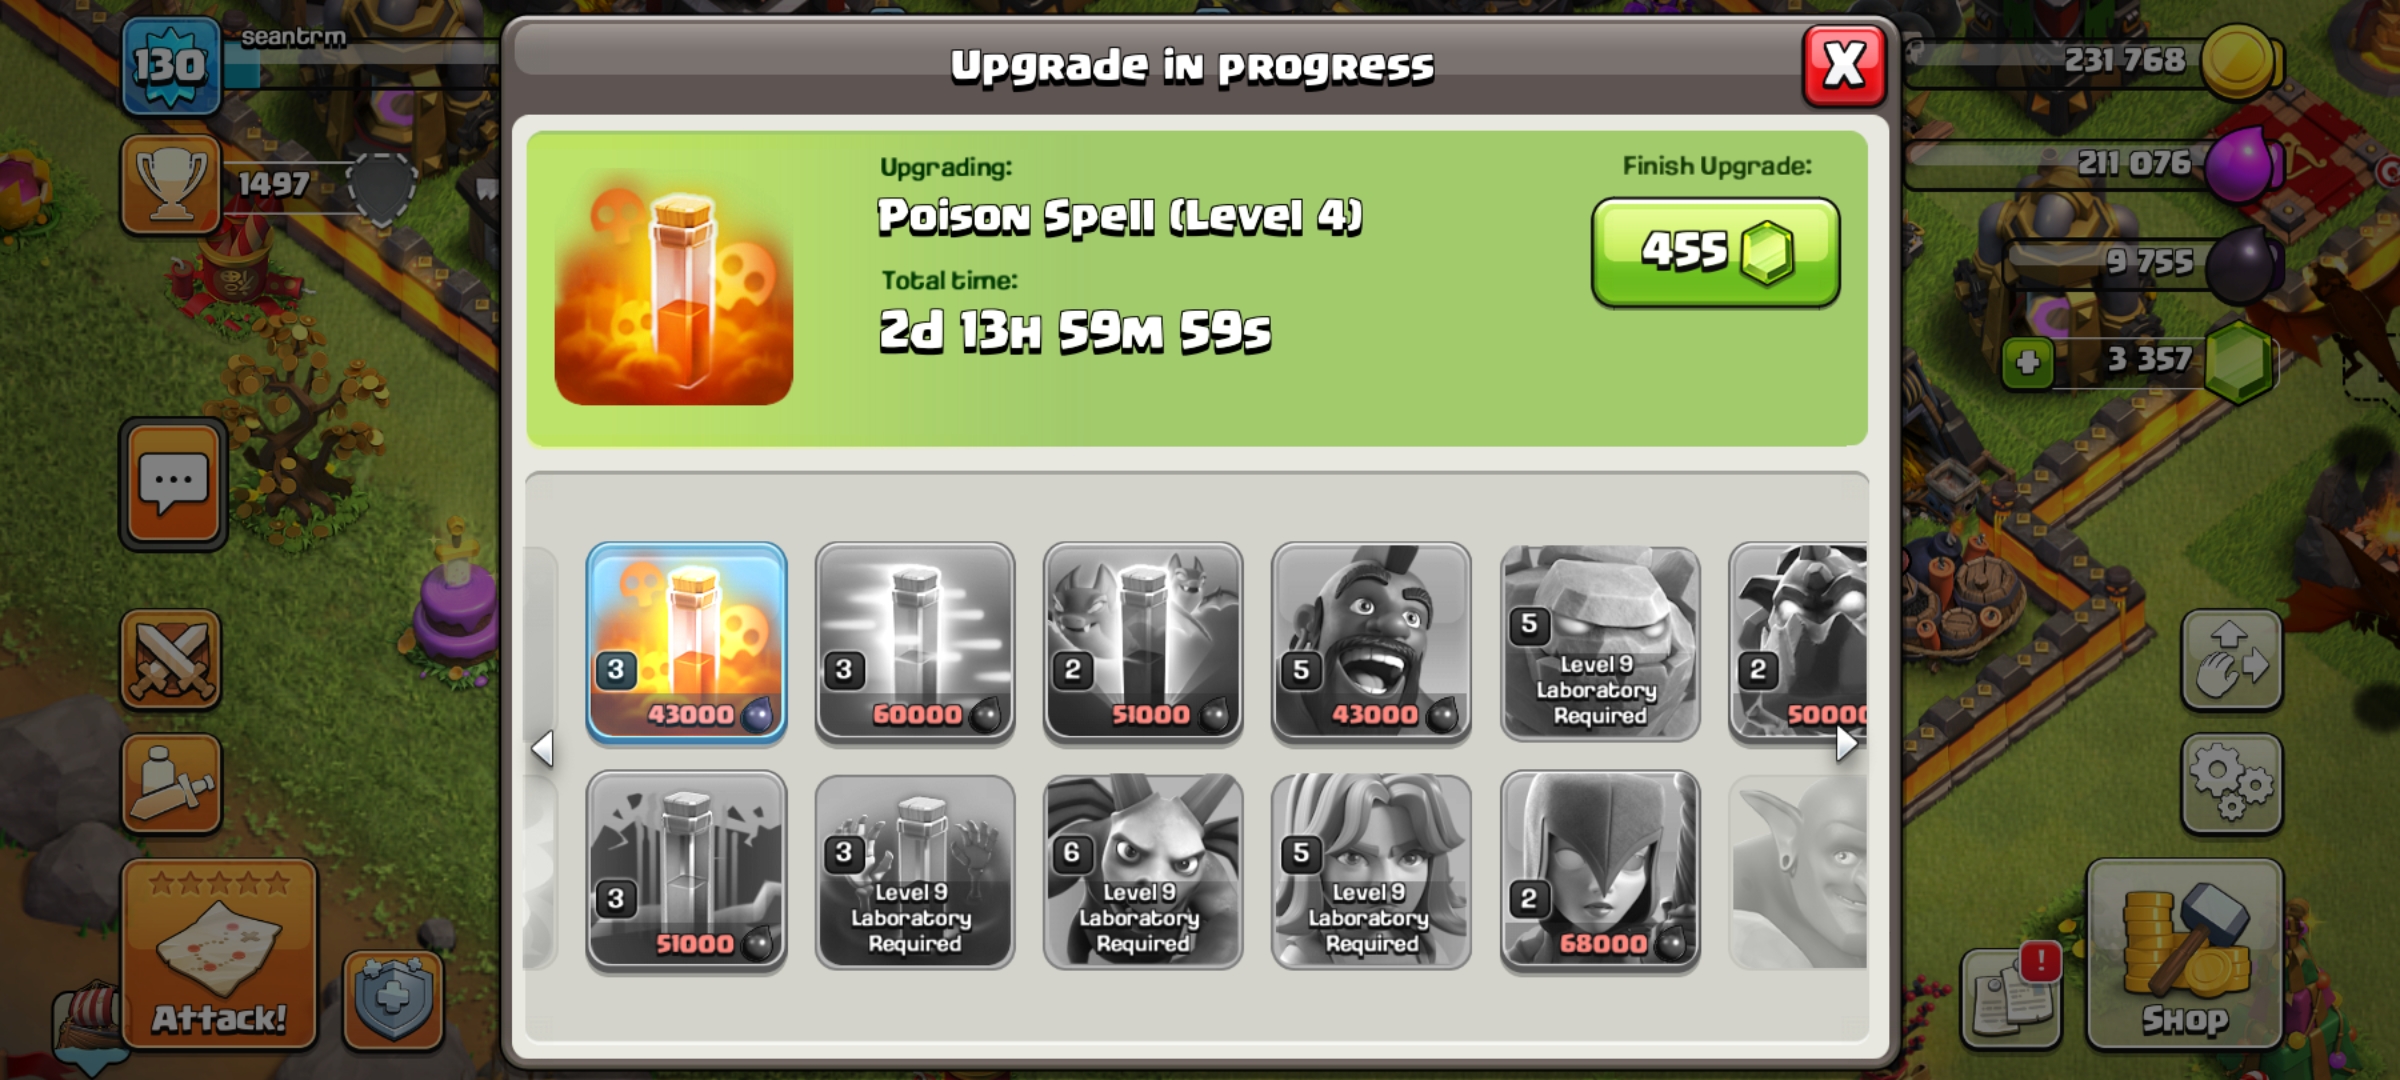 130
seantrm
Upgrade in progress
X
231 768
Upgrading:
Finish Upgrade:
211 076
1497
Poison Spell (Level 4)
455
Total time:
9 755
2d 13H 59M 59s
3 357
3
43000
3
60000
2
51000
5
43000
5
Level 9
Laboratory
Required
2
50000
3
51000
3
Level 9
Laboratory
Required
6
Level 9
Laboratory
Required
5
Level 9
Laboratory
Required
2
68000
Attack!
!
Shop